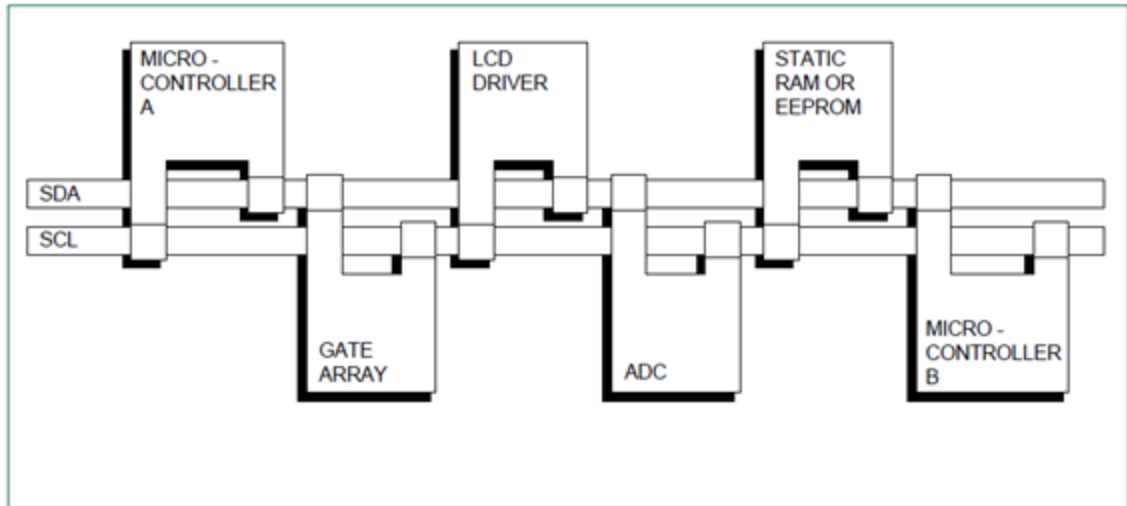 MICRO -
CONTROLLER
A
LCD
DRIVER
STATIC
RAM OR
EEPROM
SDA
SCL
GATE
ARRAY
ADC
MICRO -
CONTROLLER
B